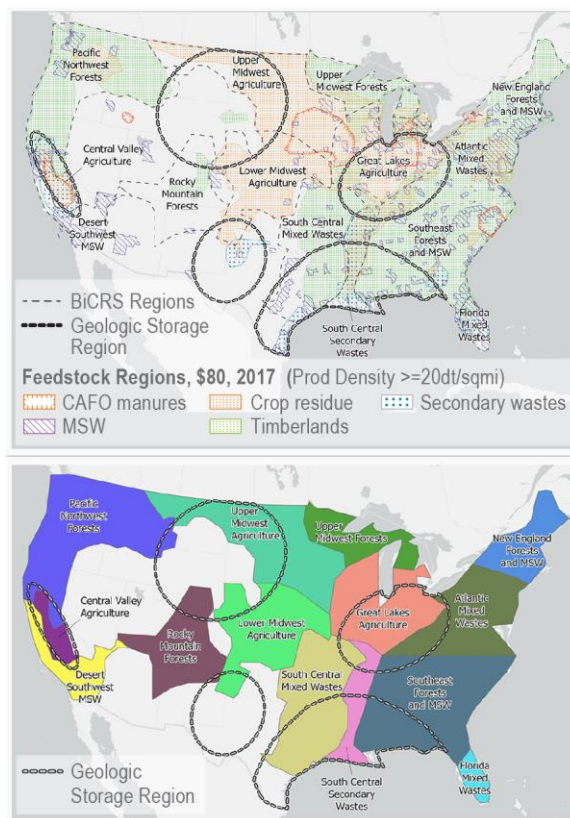 Pacific
Northwest
Forests
Upper
Midwest
Agriculture
Upper
Midwest Forests
New England
Forests
and MSW
Central Valley
Agriculture
Great Lakes
Agriculture
Atlantic
Mixed
Wastes
Rocky
Mountain
Forests
Lower Midwest
Agriculture
Desert
Southwest
MSW
South Central
Mixed Wastes
Southeast
Forests
and MSW
South Central
Secondary
Wastes
Florida
Mixed
Wastes
BiCRS Regions
Geologic Storage
Region
Feedstock Regions, $80, 2017 (Prod Density >=20dt/sqmi)
CAFO manures Crop residue Secondary wastes
MSW Timberlands
Pacific
Northwest
Forests
Upper
Midwest
Agriculture
Upper
Midwest Forests
New England
Forests
and MSW
Central Valley
Agriculture
Great Lakes
Agriculture
Atlantic
Mixed
Wastes
Rocky
Mountain
Forests
Lower Midwest
Agriculture
Desert
Southwest
MSW
South Central
Mixed Wastes
Southeast
Forests
and MSW
South Central
Secondary
Wastes
Florida
Mixed
Wastes
Geologic
Storage Region